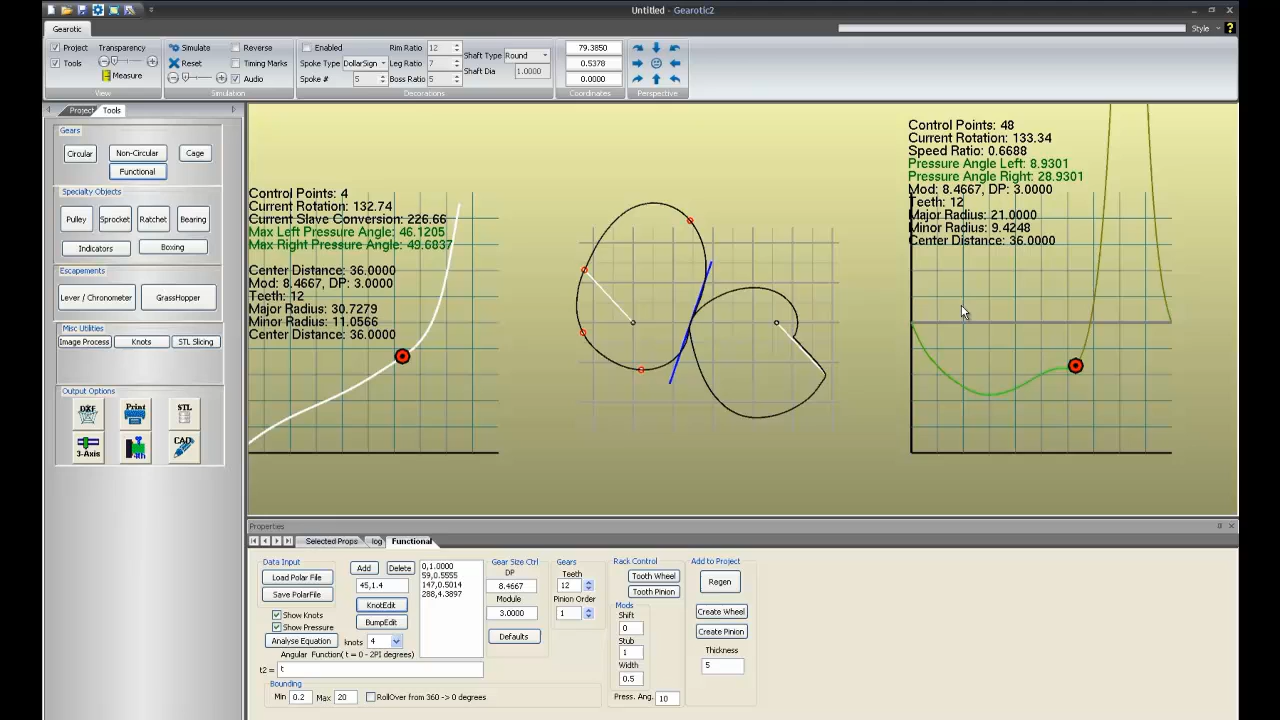 Untitled - Gearotic2
Gearotic
Style
Project
Tools
Transparency
Measure
View
Simulate
Reset
Reverse
Timing Marks
Audio
Simulation
Enabled
Spoke Type DollarSign
Spoke # 5
Rim Ratio 12
Leg Ratio 7
Boss Ratio 5
Shaft Type Round
Shaft Dia 1.0000
Decorations
79.3850
0.5378
0.0000
Coordinates
Perspective
Project Tools
Gears
Circular
Non-Circular
Cage
Functional
Specialty Objects
Pulley
Sprocket
Ratchet
Bearing
Indicators
Boxing
Escapements
Lever / Chronometer
GrassHopper
Misc Utilities
Image Process
Knots
STL Slicing
Output Options
DXF
Print
STL
3-Axis
4th
CAD
Control Points: 4
Current Rotation: 132.74
Current Slave Conversion: 226.66
Max Left Pressure Angle: 46.1205
Max Right Pressure Angle: 49.6837
Center Distance: 36.0000
Mod: 8.4667, DP: 3.0000
Teeth: 12
Major Radius: 30.7279
Minor Radius: 11.0566
Center Distance: 36.0000
Control Points: 48
Current Rotation: 133.34
Speed Ratio: 0.6688
Pressure Angle Left: 8.9301
Pressure Angle Right: 28.9301
Mod: 8.4667, DP: 3.0000
Teeth: 12
Major Radius: 21.0000
Minor Radius: 9.4248
Center Distance: 36.0000
Properties
Selected Props
log
Functional
Data Input
Load Polar File
Save PolarFile
Show Knots
Show Pressure
Analyse Equation
Angular Function( t = 0 - 2PI degrees)
t2 = t
Bounding
Min 0.2 Max 20
RollOver from 360 -> 0 degrees
Add
Delete
45,1.4
KnotEdit
BumpEdit
knots 4
0,1.0000
59,0.5555
147,0.5014
288,4.3897
Gear Size Ctrl
DP
8.4667
Module
3.0000
Defaults
Gears
Teeth
12
Pinion Order
1
Rack Control
Tooth Wheel
Tooth Pinion
Mods
Shift
0
Stub
1
Width
0.5
Press. Ang. 10
Add to Project
Regen
Create Wheel
Create Pinion
Thickness
5